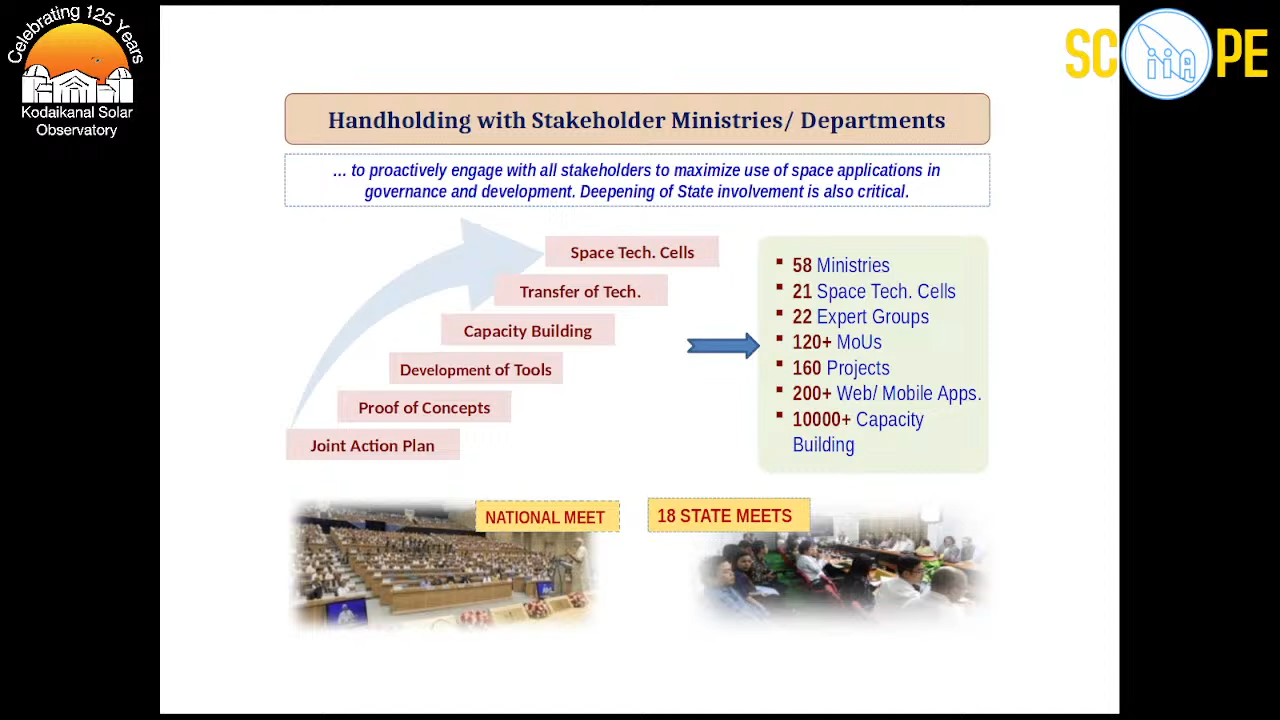 Celebrating 125 Years
Kodaikanal Solar
Observatory
SC iiA PE
Handholding with Stakeholder Ministries/ Departments
... to proactively engage with all stakeholders to maximize use of space applications in
governance and development. Deepening of State involvement is also critical.
Space Tech. Cells
Transfer of Tech.
Capacity Building
Development of Tools
Proof of Concepts
Joint Action Plan
58 Ministries
21 Space Tech. Cells
22 Expert Groups
120+ MoUs
160 Projects
200+ Web/ Mobile Apps.
10000+ Capacity
Building
NATIONAL MEET
18 STATE MEETS